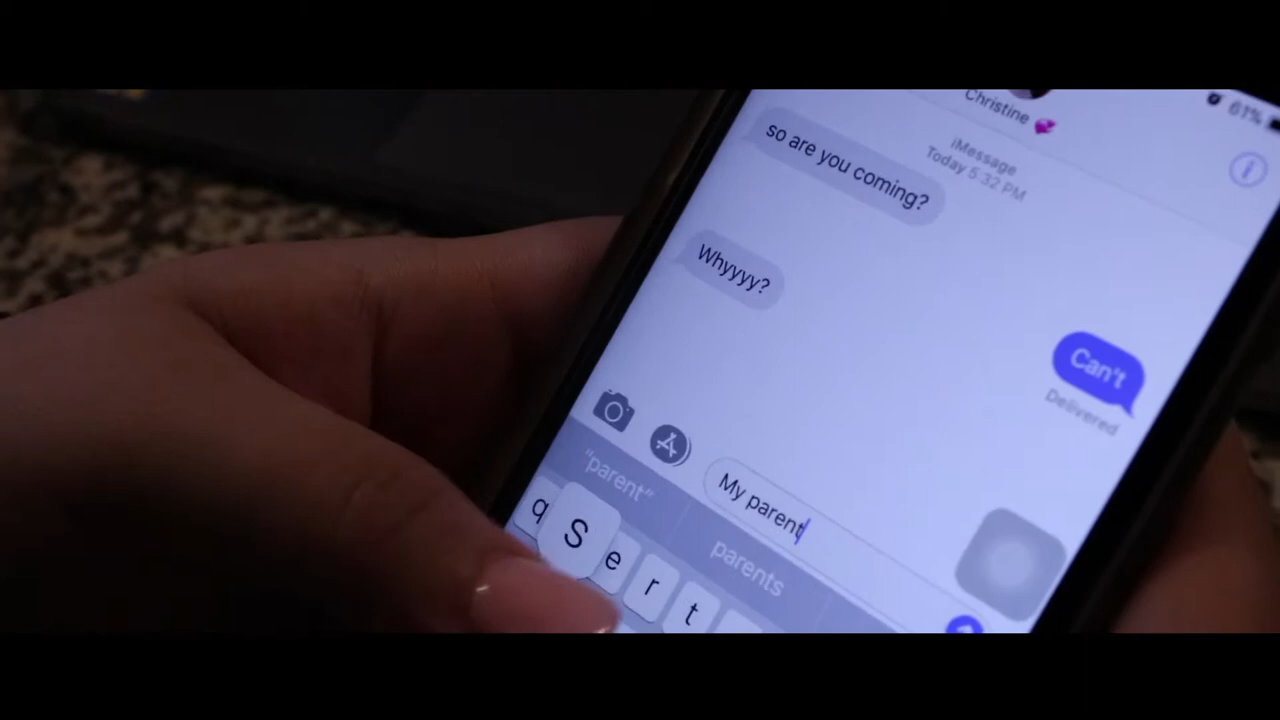 61%
Christine
iMessage
Today 5:32 PM
so are you coming?
Whyyyy?
Can't
Delivered
My parent
"parent"
parents
q S e r t